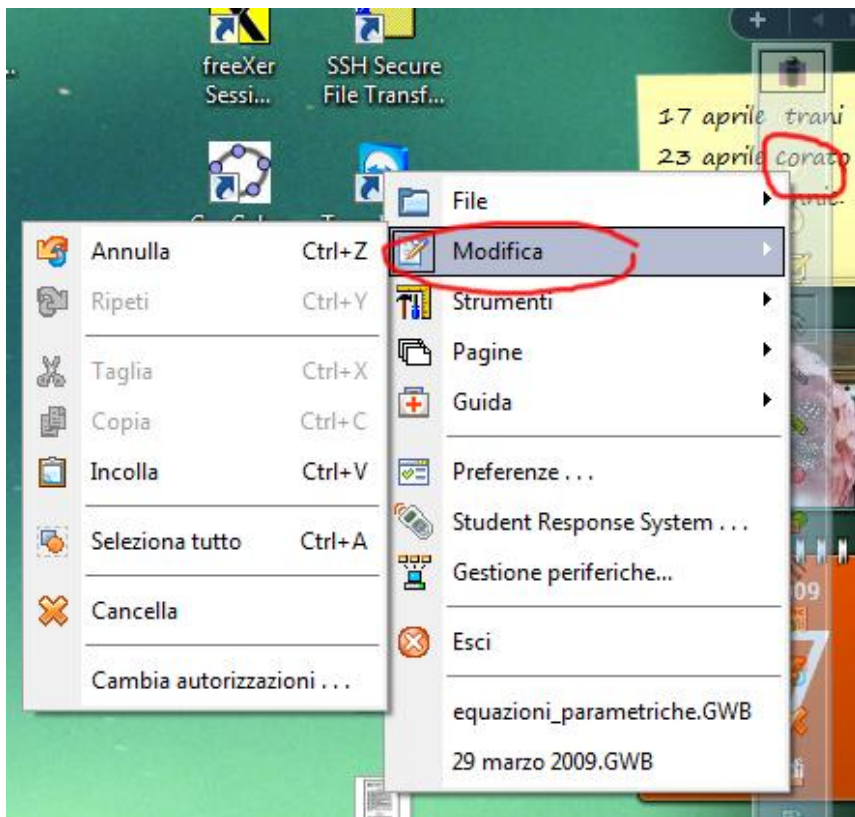 freeXer
Sessi...
SSH Secure
File Transf...
17 aprile trani
23 aprile corato
File
Modifica
Strumenti
Pagine
Guida
Preferenze . . .
Student Response System . . .
Gestione periferiche...
Esci
equazioni_parametriche.GWB
29 marzo 2009.GWB
Annulla Ctrl+Z
Ripeti Ctrl+Y
Taglia Ctrl+X
Copia Ctrl+C
Incolla Ctrl+V
Seleziona tutto Ctrl+A
Cancella
Cambia autorizzazioni . . .
09
7